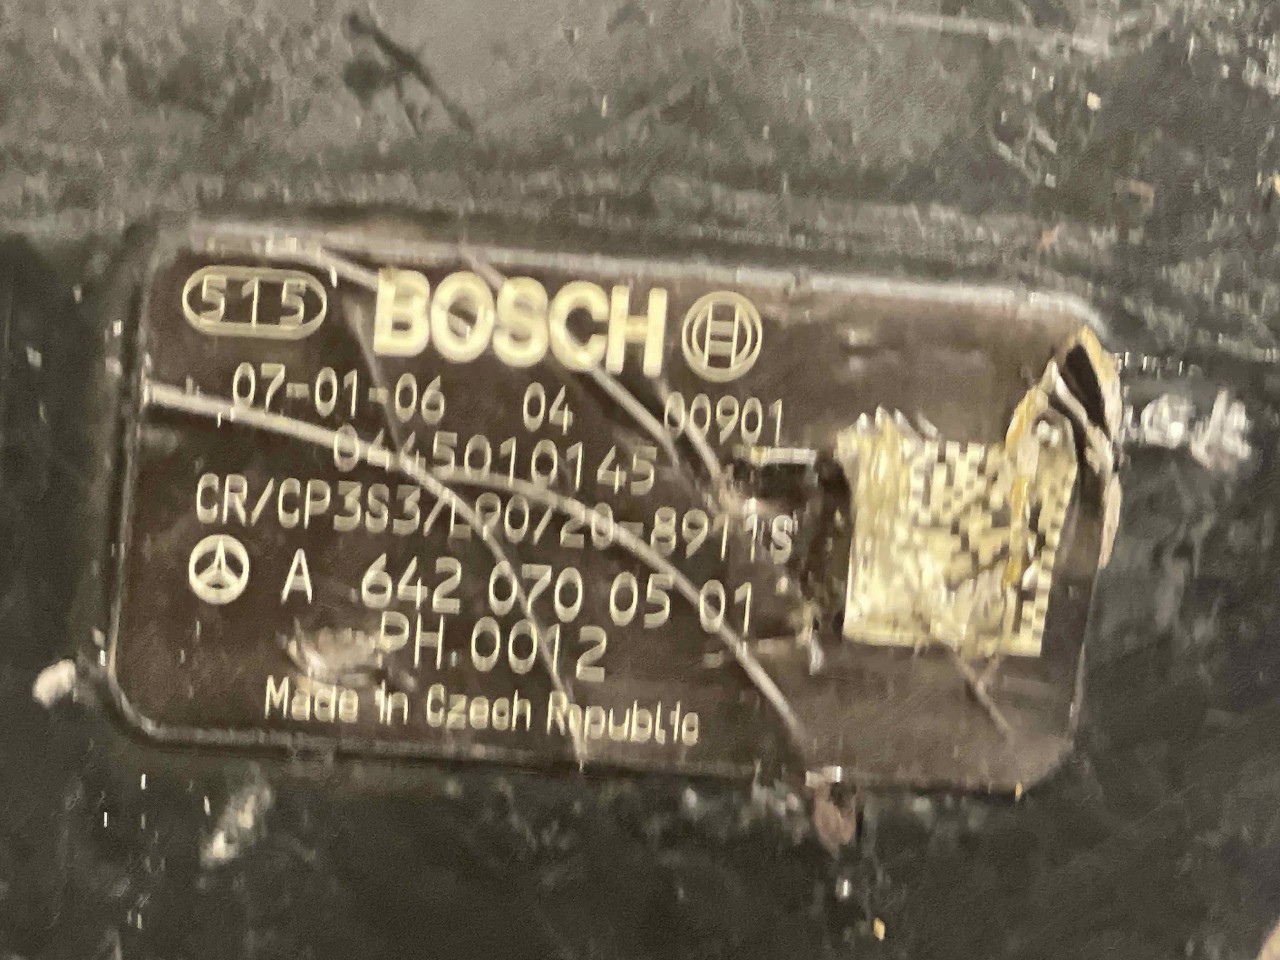 515 BOSCH
07-01-06 04 00901
0445010145
CR/CP3S3/L90/20-8911S
A 642 070 05 01
PH.0012
Made in Czech Republic